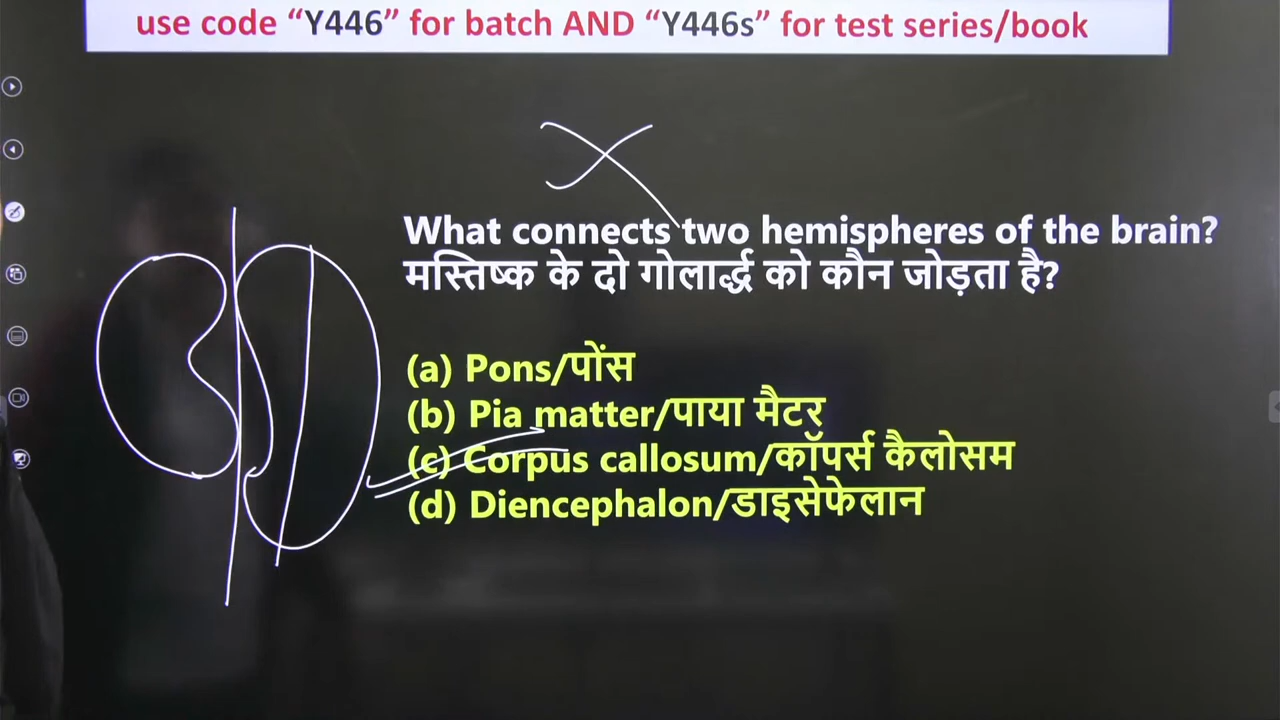 use code “Y446” for batch AND “Y446s” for test series/book
What connects two hemispheres of the brain?
मस्तिष्क के दो गोलार्द्ध को कौन जोड़ता है?
(a) Pons/पोंस
(b) Pia matter/पाया मैटर
(c) Corpus callosum/कॉपर्स कैलोसम
(d) Diencephalon/डाइसेफेलान